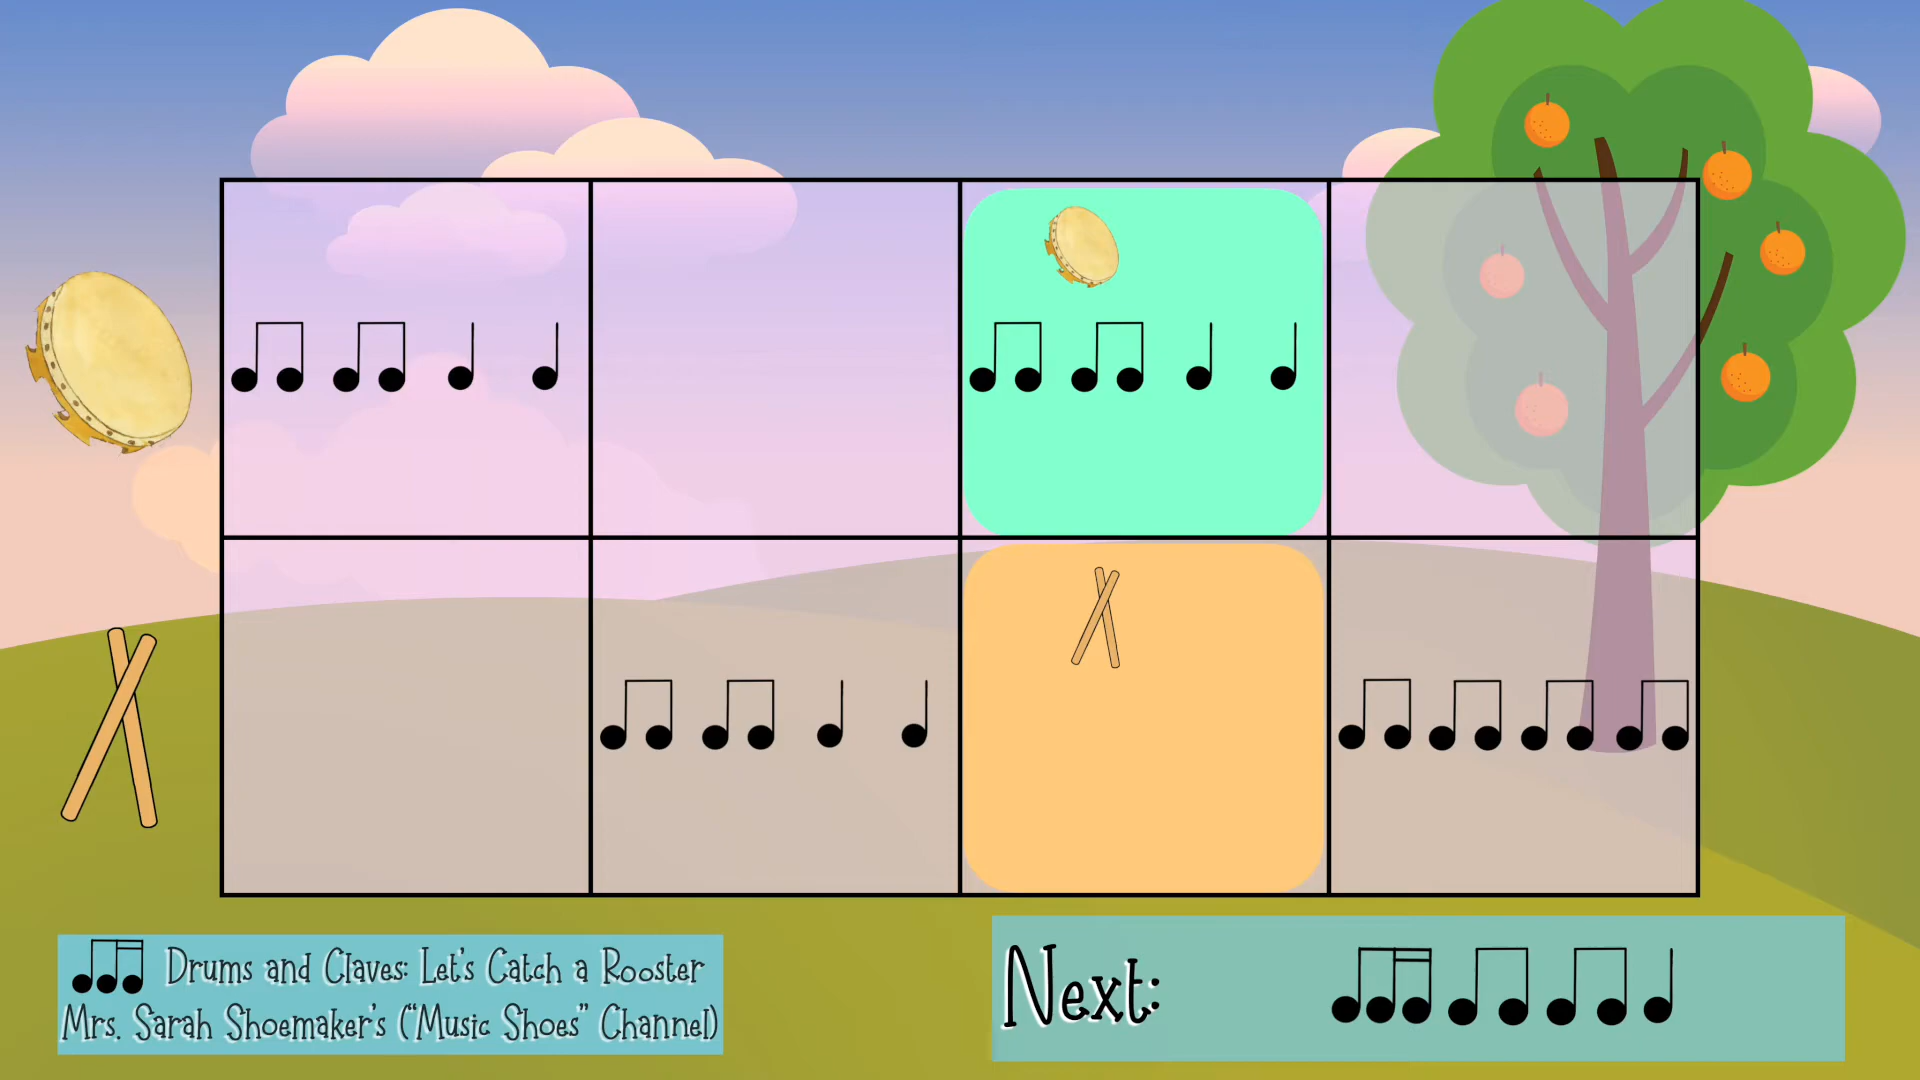 Drums and Claves: Let's Catch a Rooster
Mrs. Sarah Shoemaker's ("Music Shoes" Channel)
Next: